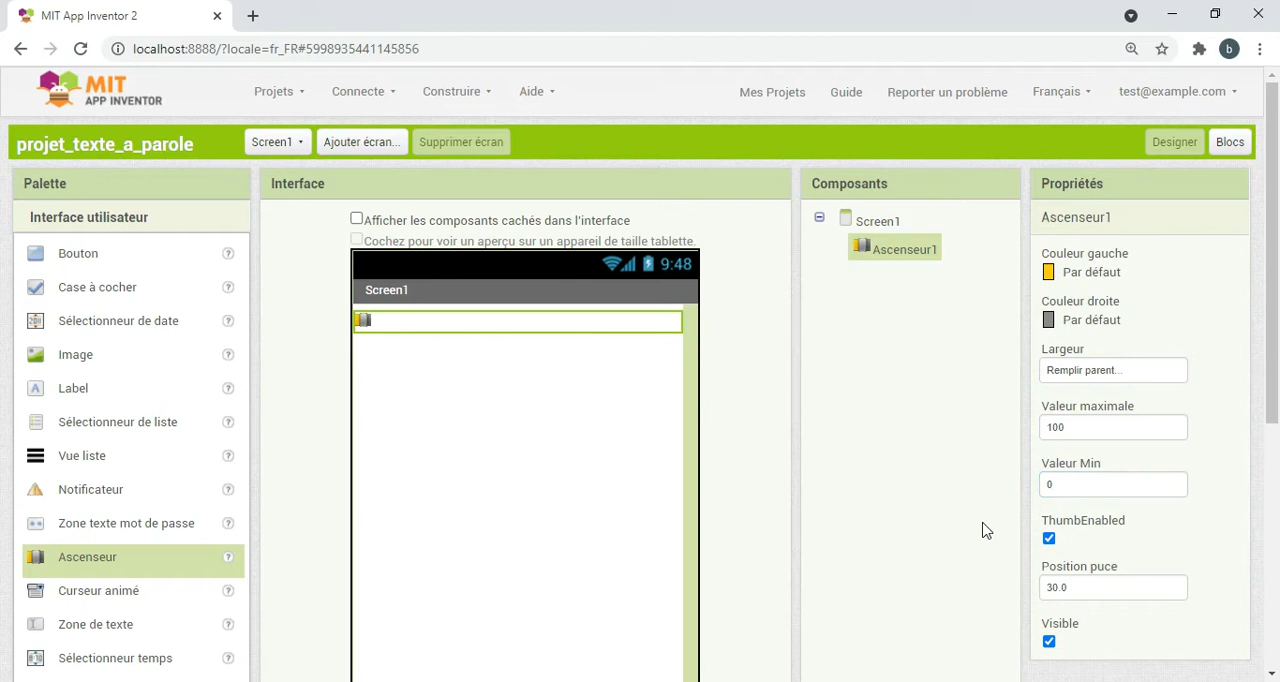 MIT App Inventor 2
localhost:8888/?locale=fr_FR#5998935441145856
b
MIT
APP INVENTOR
Projets
Connecte
Construire
Aide
Mes Projets
Guide
Reporter un problème
Français
test@example.com
projet_texte_a_parole
Screen1
Ajouter écran...
Supprimer écran
Designer
Blocs
Palette
Interface utilisateur
Bouton ?
Case à cocher ?
Sélectionneur de date ?
Image ?
Label ?
Sélectionneur de liste ?
Vue liste ?
Notificateur ?
Zone texte mot de passe ?
Ascenseur ?
Curseur animé ?
Zone de texte ?
Sélectionneur temps ?
Interface
Afficher les composants cachés dans l'interface
Cochez pour voir un aperçu sur un appareil de taille tablette.
9:48
Screen1
Composants
Screen1
Ascenseur1
Propriétés
Ascenseur1
Couleur gauche
Par défaut
Couleur droite
Par défaut
Largeur
Remplir parent...
Valeur maximale
100
Valeur Min
0
ThumbEnabled
Position puce
30.0
Visible